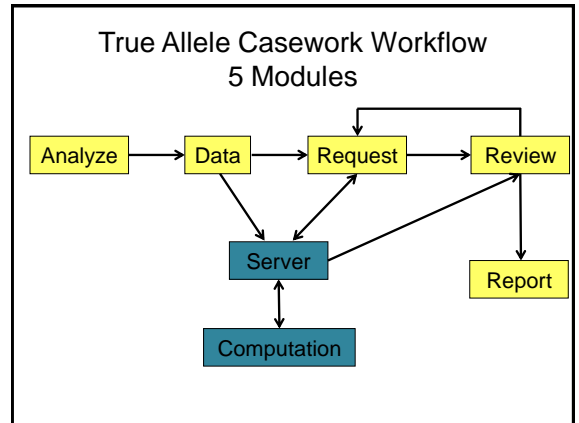 True Allele Casework Workflow
5 Modules
Analyze
Data
Request
Review
Server
Report
Computation